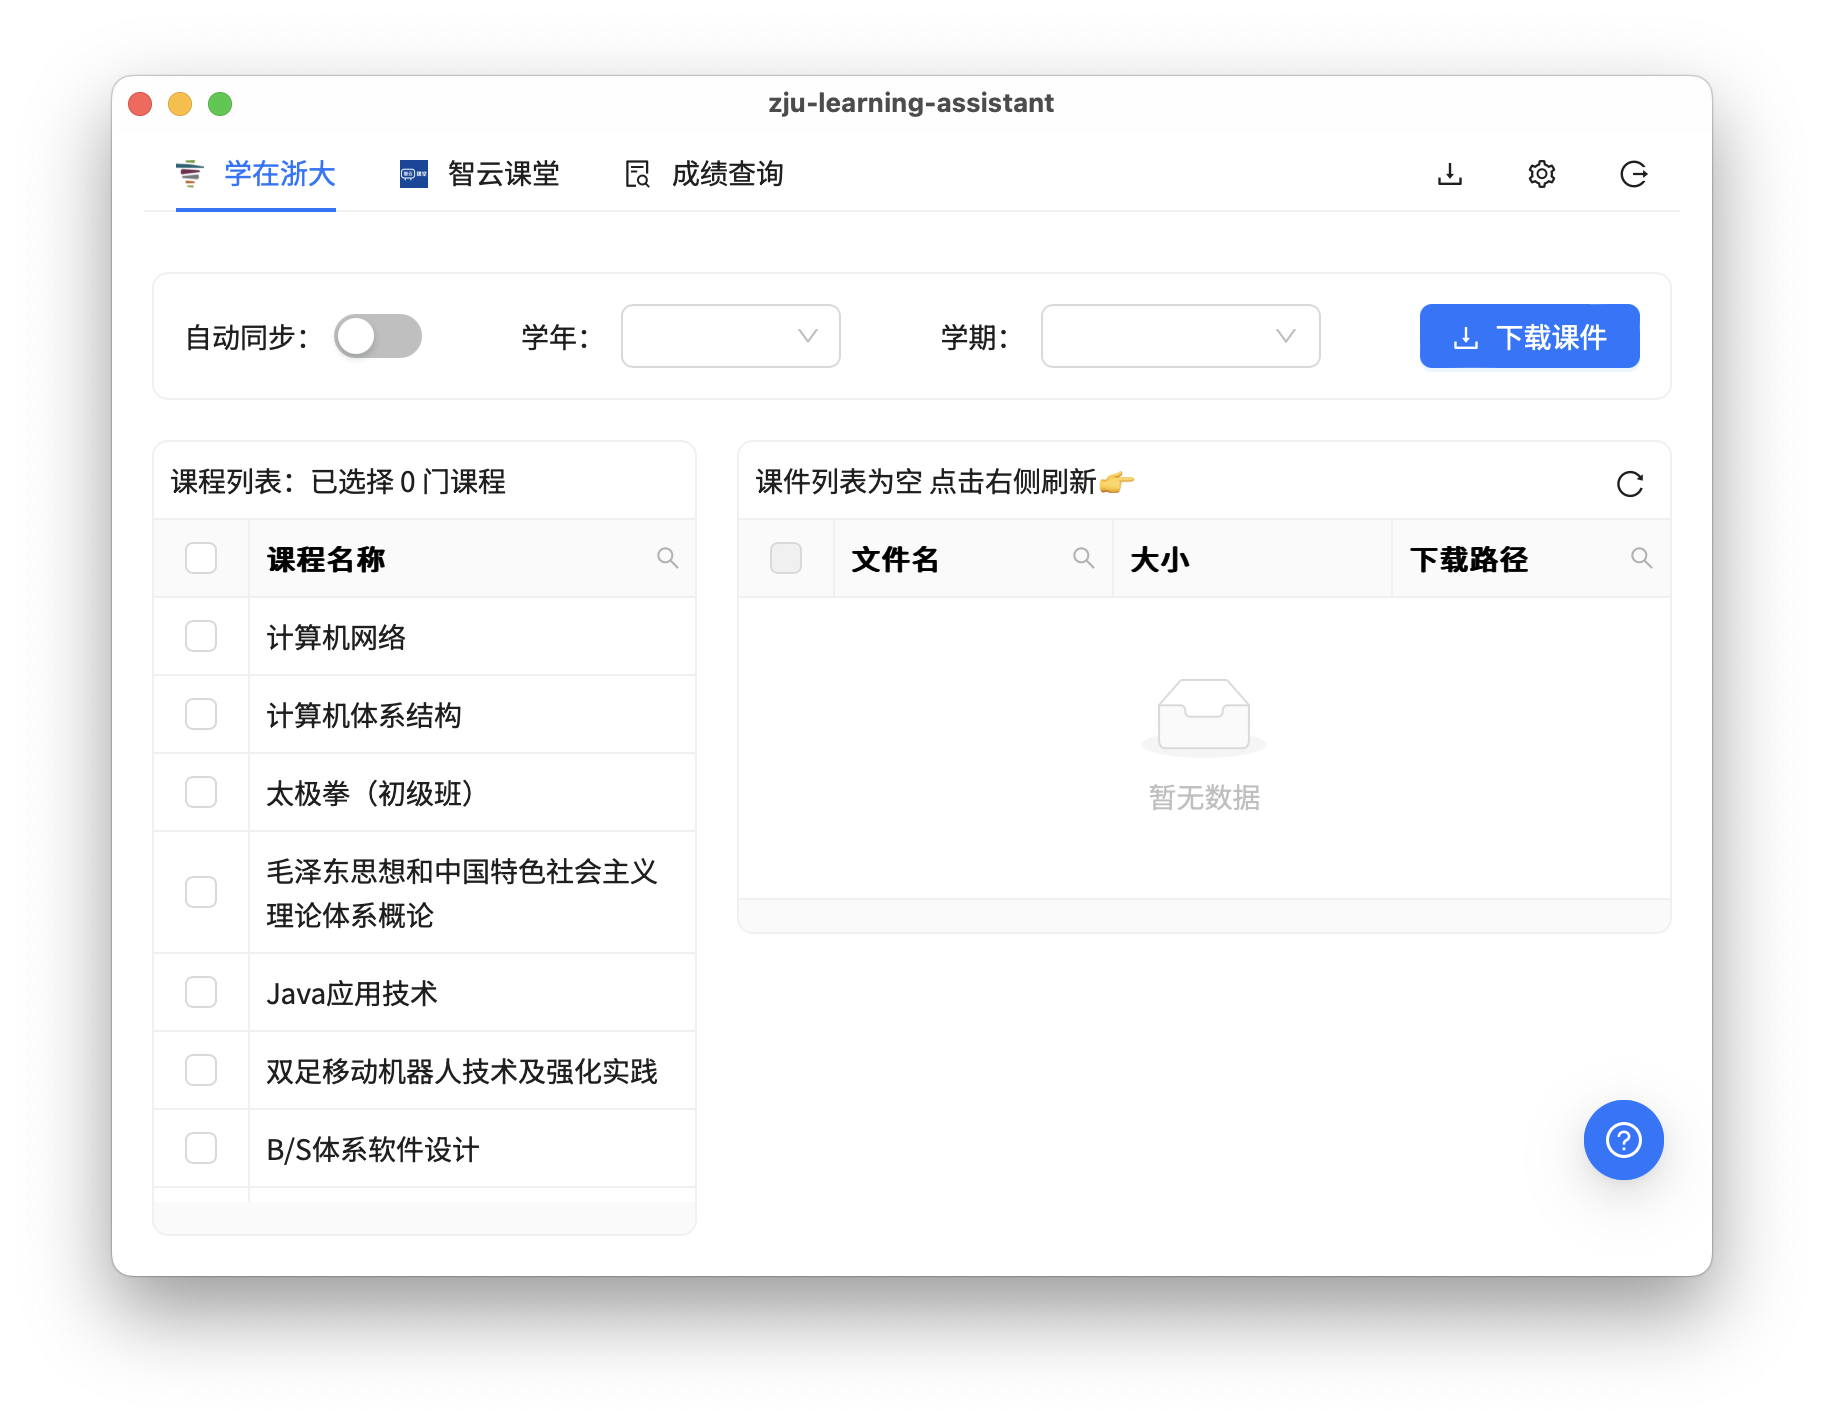 zju-learning-assistant
学在浙大
智云课堂
成绩查询
自动同步：
学年：
学期：
下载课件
课程列表：已选择 0 门课程
课程名称
计算机网络
计算机体系结构
太极拳（初级班）
毛泽东思想和中国特色社会主义
理论体系概论
Java应用技术
双足移动机器人技术及强化实践
B/S体系软件设计
课件列表为空 点击右侧刷新👉
文件名
大小
下载路径
暂无数据